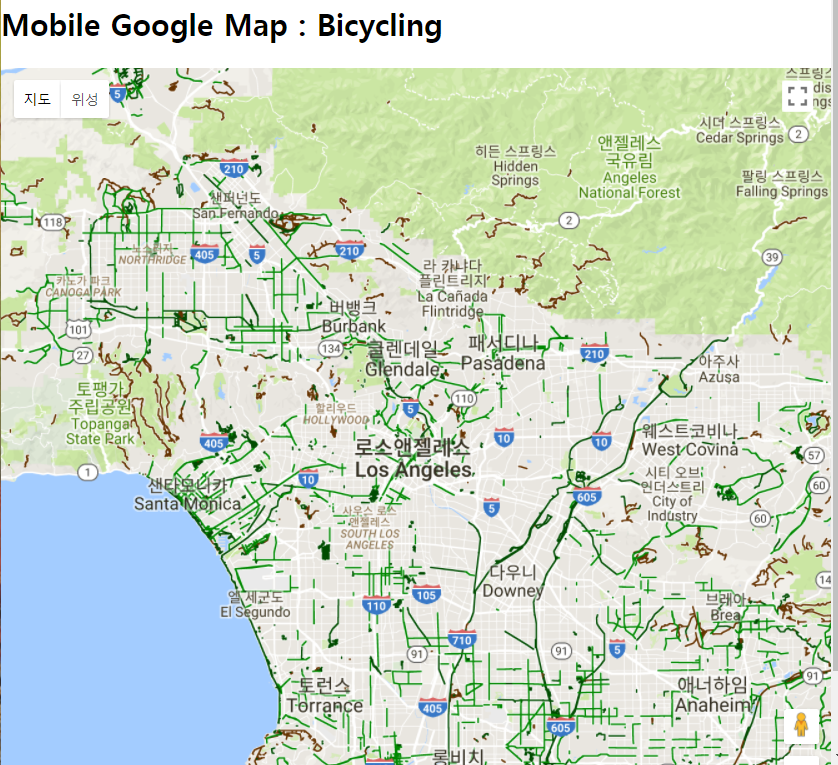 Mobile Google Map : Bicycling
지도 위성
5
스프링
시더 스프링스
Cedar Springs
2
히든 스프링스
Hidden
Springs
앤젤레스
국유림
Angeles
National Forest
팔링 스프링스
Falling Springs
210
샌퍼난도
San Fernando
118
2
노스리지
NORTHRIDGE
405
5
210
39
라 캬냐다
플린트리지
La Cañada
Flintridge
카노가 파크
CANOGA PARK
버뱅크
Burbank
101
27
134
글렌데일
Glendale
패서디나
Pasadena
210
아주사
Azusa
토팽가
주립공원
Topanga
State Park
110
할리우드
HOLLYWOOD
5
405
로스앤젤레스
Los Angeles
10
10
웨스트코비나
West Covina
57
1
샌타모니카
Santa Monica
10
605
시티 오브
인더스트리
City of
Industry
60
60
5
사우스 로스
앤젤레스
SOUTH LOS
ANGELES
다우니
Downey
엘 세군도
El Segundo
110
105
브레아
Brea
710
91
91
5
91
토런스
Torrance
405
애너하임
Anaheim
605
롱비치